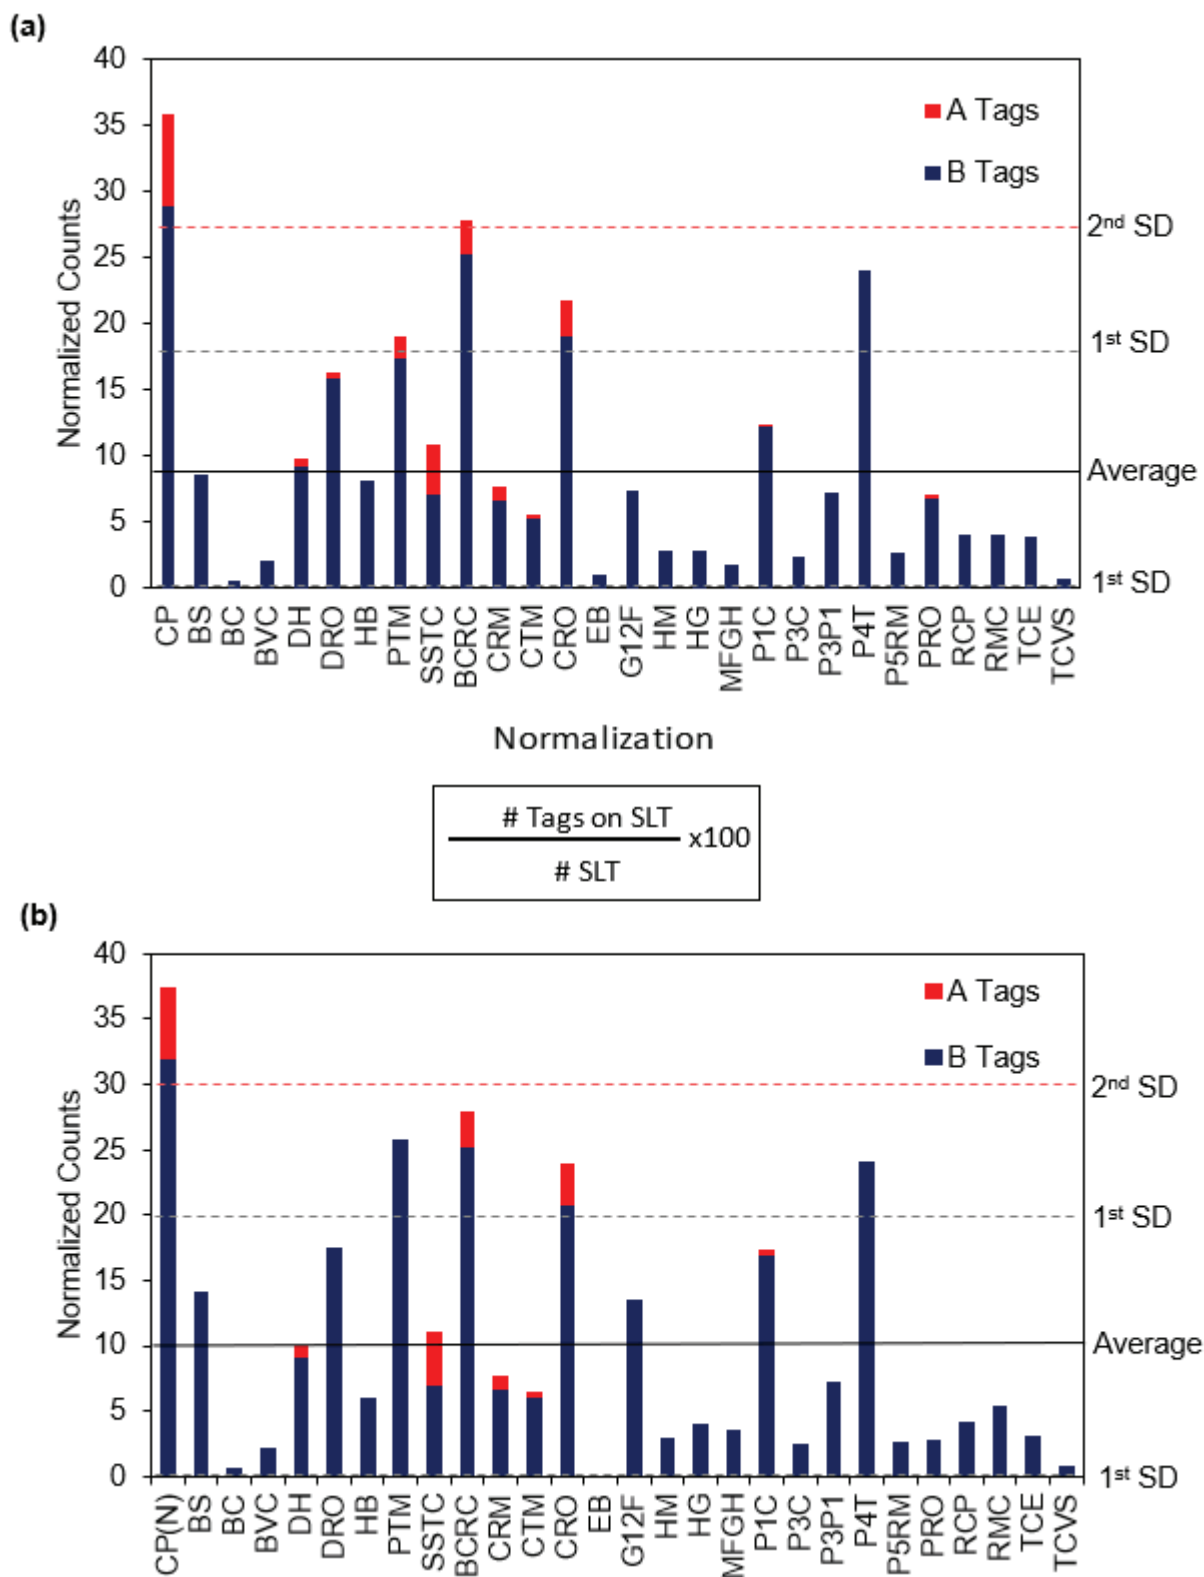 (a)
40
35
30
25
20
15
10
5
0
Normalized Counts
A Tags
B Tags
2nd SD
1st SD
Average
1st SD
CP
BS
BC
BVC
DH
DRO
HB
PTM
SSTC
BCRC
CRM
CTM
CRO
EB
G12F
HM
HG
MFGH
P1C
P3C
P3P1
P4T
P5RM
PRO
RCP
RMC
TCE
TCVS
Normalization
# Tags on SLT
x100
# SLT
(b)
40
35
30
25
20
15
10
5
0
Normalized Counts
A Tags
B Tags
2nd SD
1st SD
Average
1st SD
CP(N)
BS
BC
BVC
DH
DRO
HB
PTM
SSTC
BCRC
CRM
CTM
CRO
EB
G12F
HM
HG
MFGH
P1C
P3C
P3P1
P4T
P5RM
PRO
RCP
RMC
TCE
TCVS